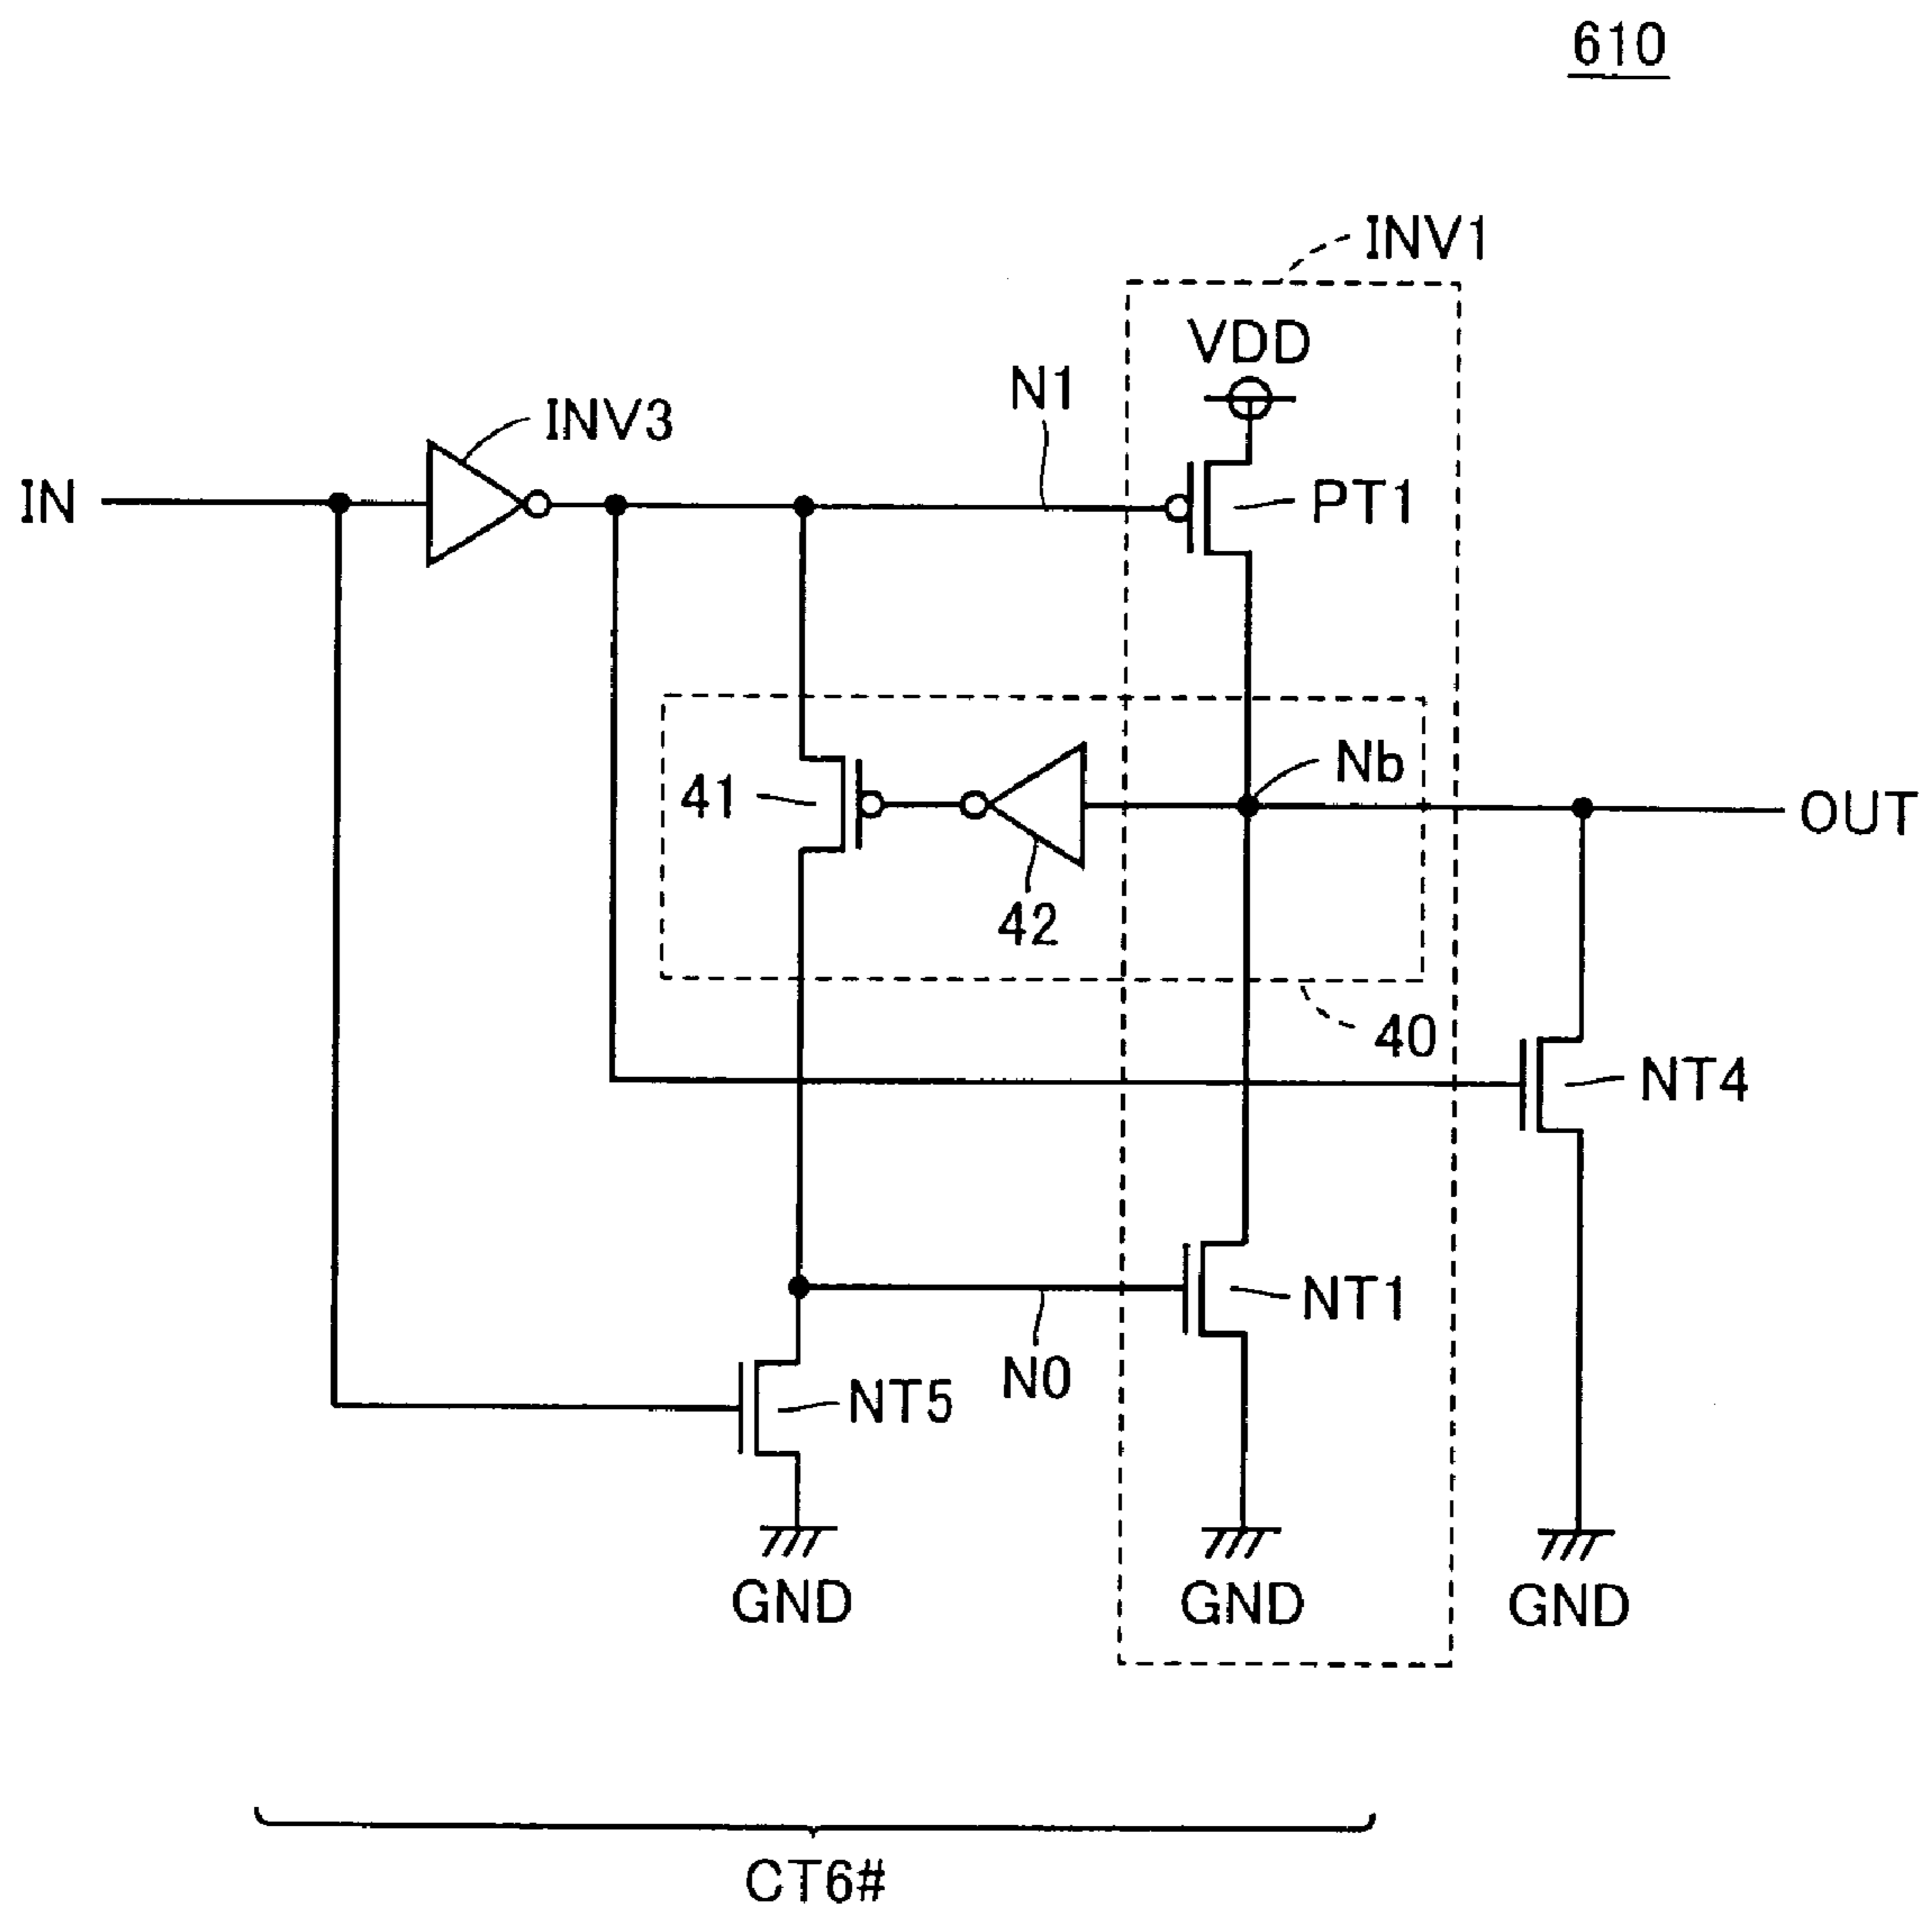 610
INV1
VDD
N1
INV3
IN
PT1
Nb
41
OUT
42
40
NT4
NT1
N0
NT5
GND
GND
GND
CT6#